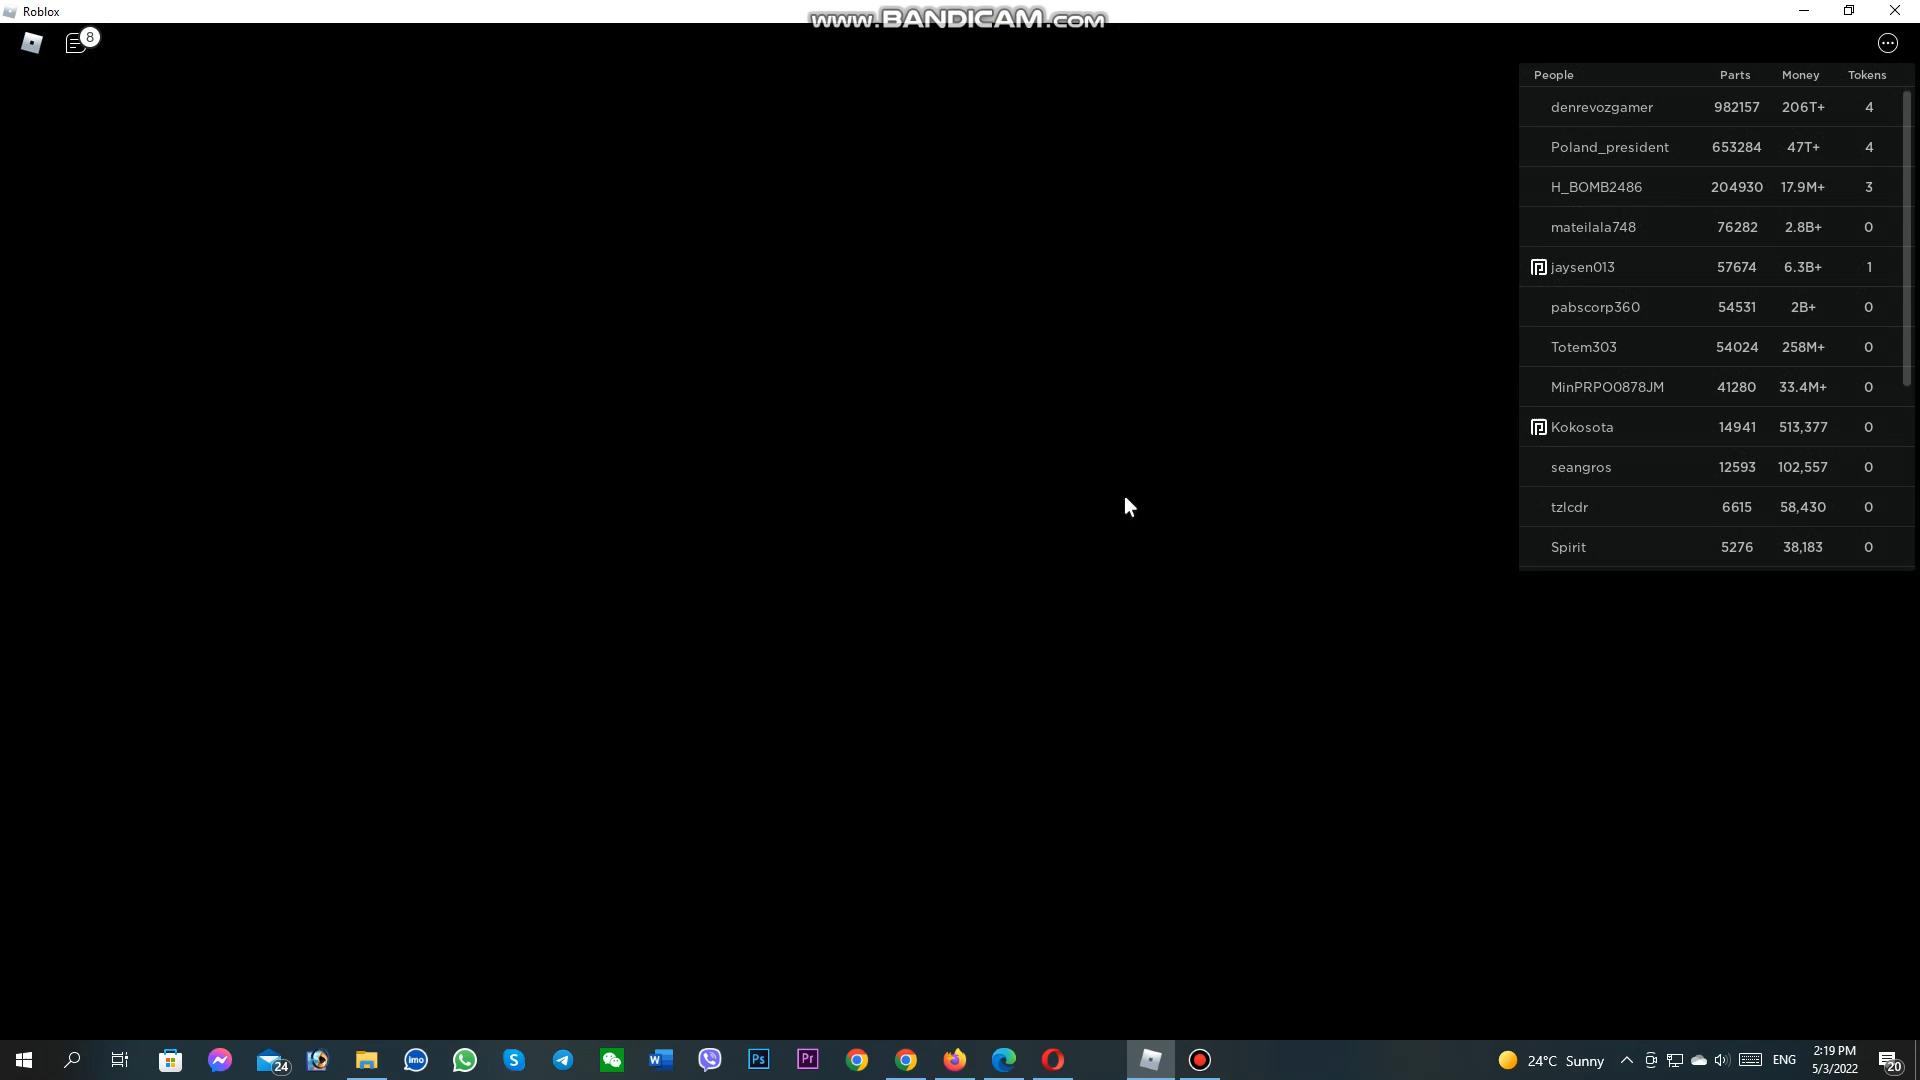 Roblox
www.BANDICAM.COM
8
People Parts Money Tokens
denrevozgamer 982157 206T+ 4
Poland_president 653284 47T+ 4
H_BOMB2486 204930 17.9M+ 3
mateilala748 76282 2.8B+ 0
jaysen013 57674 6.3B+ 1
pabscorp360 54531 2B+ 0
Totem303 54024 258M+ 0
MinPRPO0878JM 41280 33.4M+ 0
Kokosota 14941 513,377 0
seangros 12593 102,557 0
tzlcdr 6615 58,430 0
Spirit 5276 38,183 0
24 imo W Ps Pr 24°C Sunny ENG 2:19 PM
5/3/2022 20